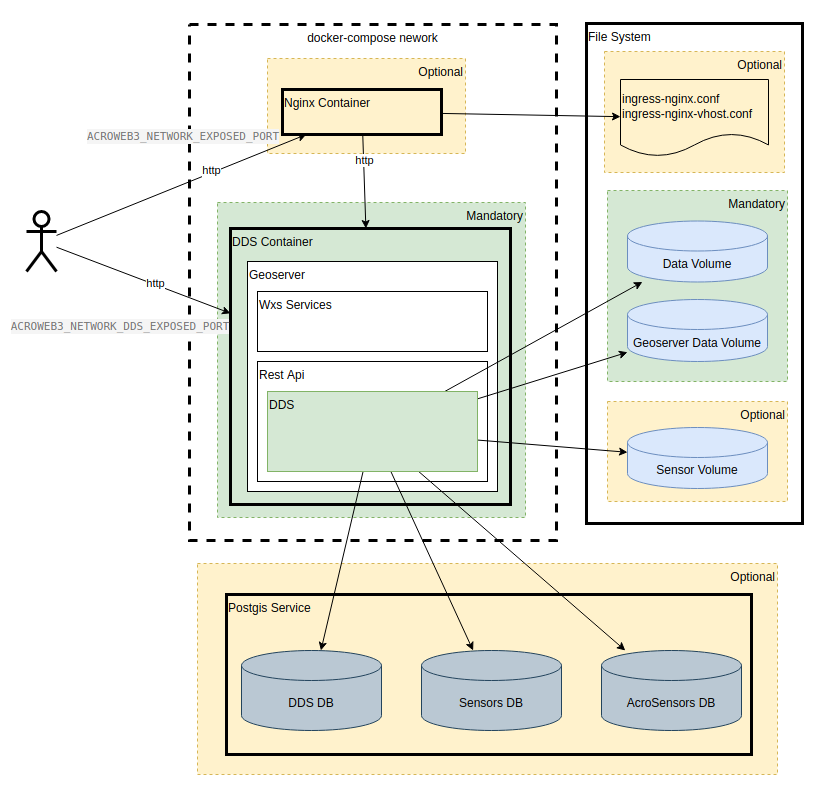 docker-compose nework
Optional
Nginx Container
ACROWEB3_NETWORK_EXPOSED_PORT
http
http
http
ACROWEB3_NETWORK_DDS_EXPOSED_PORT
Mandatory
DDS Container
Geoserver
Wxs Services
Rest Api
DDS
File System
Optional
ingress-nginx.conf
ingress-nginx-vhost.conf
Mandatory
Data Volume
Geoserver Data Volume
Optional
Sensor Volume
Optional
Postgis Service
DDS DB
Sensors DB
AcroSensors DB